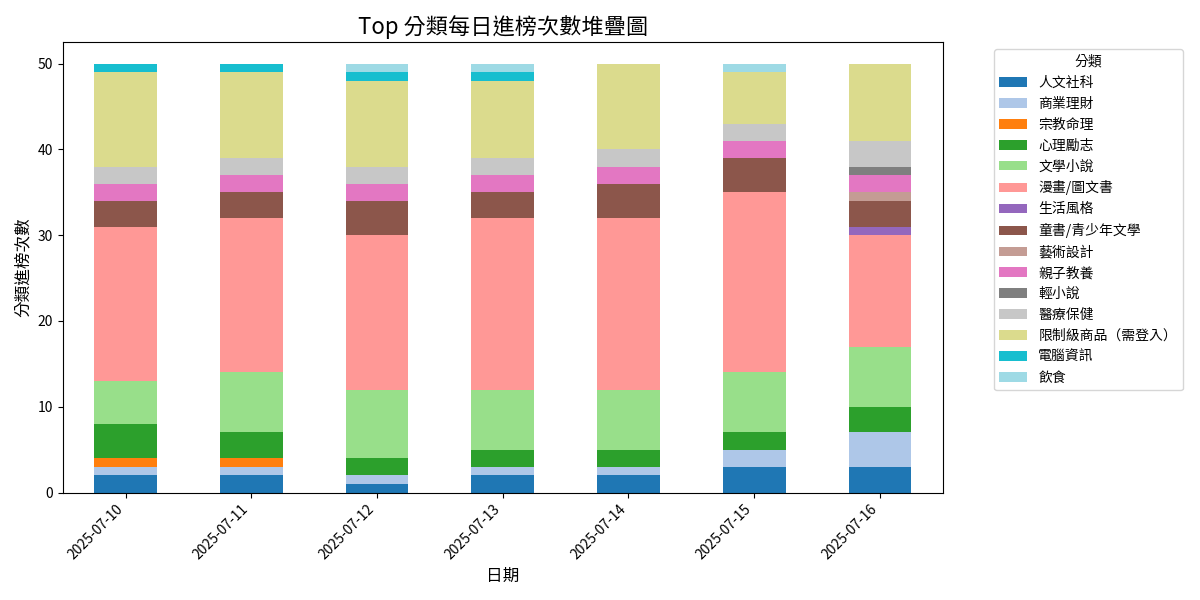 Top 分類每日進榜次數堆疊圖
分類進榜次數
50
40
30
20
10
0
2025-07-10
2025-07-11
2025-07-12
2025-07-13
2025-07-14
2025-07-15
2025-07-16
日期
分類
人文社科
商業理財
宗教命理
心理勵志
文學小說
漫畫/圖文書
生活風格
童書/青少年文學
藝術設計
親子教養
輕小說
醫療保健
限制級商品（需登入）
電腦資訊
飲食